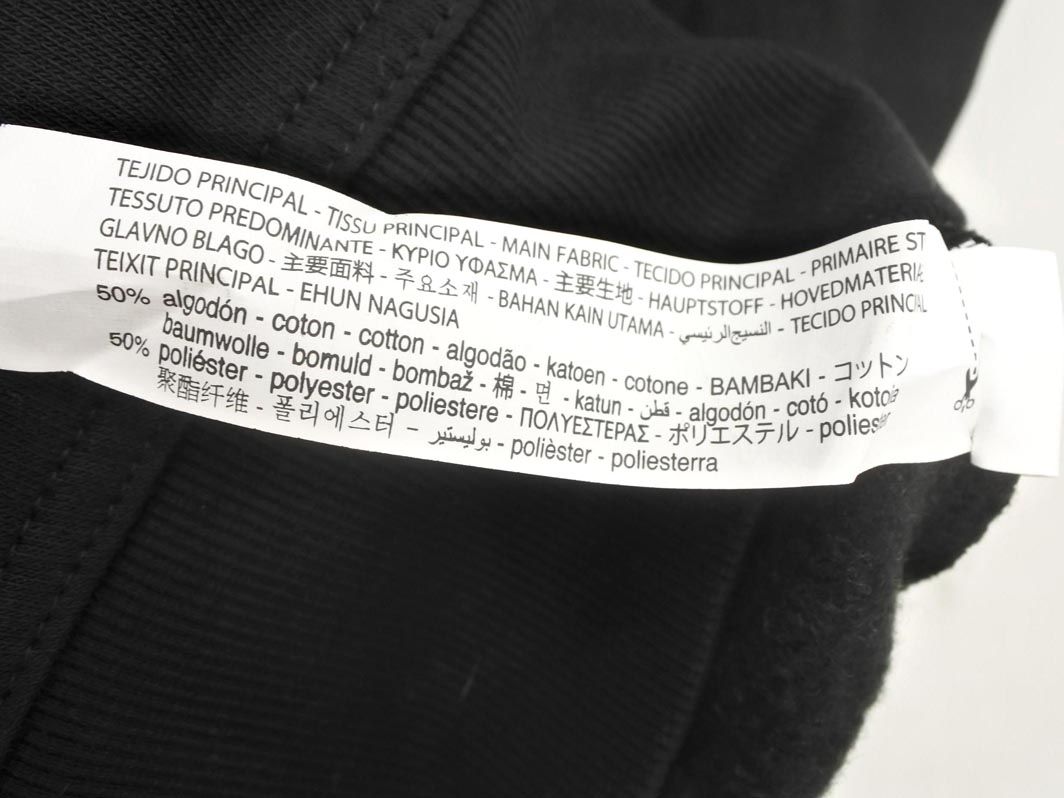 TEJIDO PRINCIPAL - TISSU PRINCIPAL - MAIN FABRIC - TECIDO PRINCIPAL - PRIMAIRE ST
TESSUTO PREDOMINANTE - ΚΥΡΙΟ ΥΦΑΣΜΑ - 主要生地 - HAUPTSTOFF - HOVEDMATERIA
GLAVNO BLAGO - 主要面料 - 주요소재 - BAHAN KAIN UTAMA - النسيج الرئيسي - TECIDO PRINCIAL
TEIXIT PRINCIPAL - EHUN NAGUSIA
50% algodón - coton - cotton - algodão - katoen - cotone - BAMBAKI - コットン
baumwolle - bomuld - bombaž - 棉 - 면 - katun - قطن - algodón - cotó - kotoia
50% poliéster - polyester - poliestere - ΠΟΛΥΕΣΤΕΡΑΣ - ポリエステル - polies
聚酯纤维 - 폴리에스터 - بوليستير - polièster - poliesterra